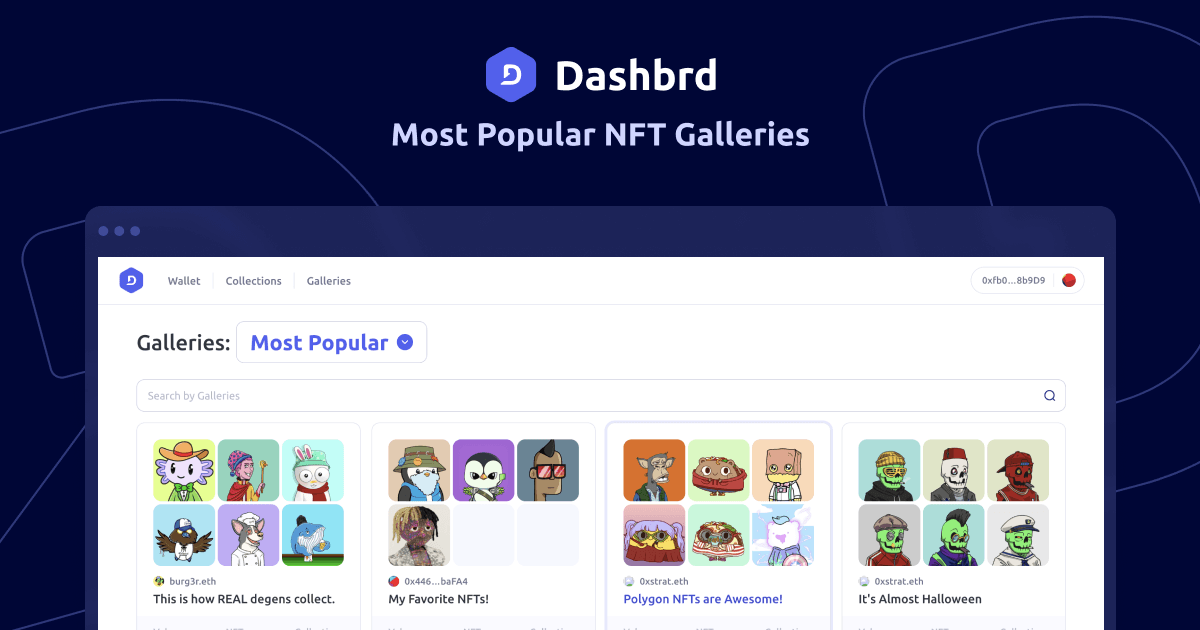 Dashbrd
Most Popular NFT Galleries
Wallet
Collections
Galleries
0xfb0...8b9D9
Galleries:
Most Popular
Search by Galleries
burg3r.eth
This is how REAL degens collect.
0x446...baFA4
My Favorite NFTs!
0xstrat.eth
Polygon NFTs are Awesome!
0xstrat.eth
It's Almost Halloween